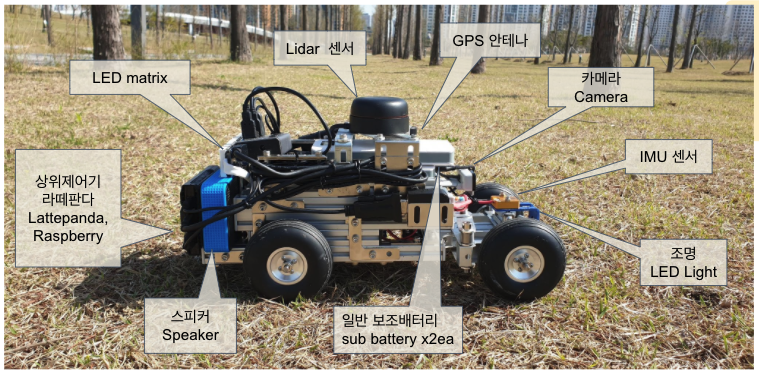 Lidar 센서
GPS 안테나
LED matrix
카메라
Camera
IMU 센서
상위제어기
라떼판다
Lattepanda,
Raspberry
조명
LED Light
스피커
Speaker
일반 보조배터리
sub battery x2ea